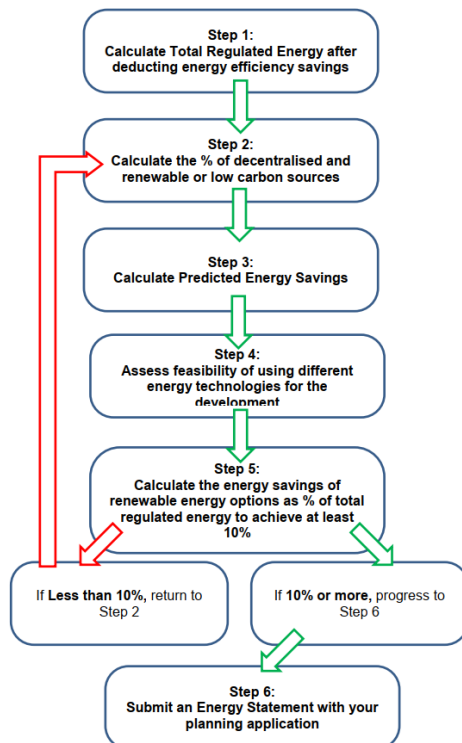 Step 1:
Calculate Total Regulated Energy after
deducting energy efficiency savings
Step 2:
Calculate the % of decentralised and
renewable or low carbon sources
Step 3:
Calculate Predicted Energy Savings
Step 4:
Assess feasibility of using different
energy technologies for the
development
Step 5:
Calculate the energy savings of
renewable energy options as % of total
regulated energy to achieve at least
10%
If Less than 10%, return to
Step 2
If 10% or more, progress to
Step 6
Step 6:
Submit an Energy Statement with your
planning application